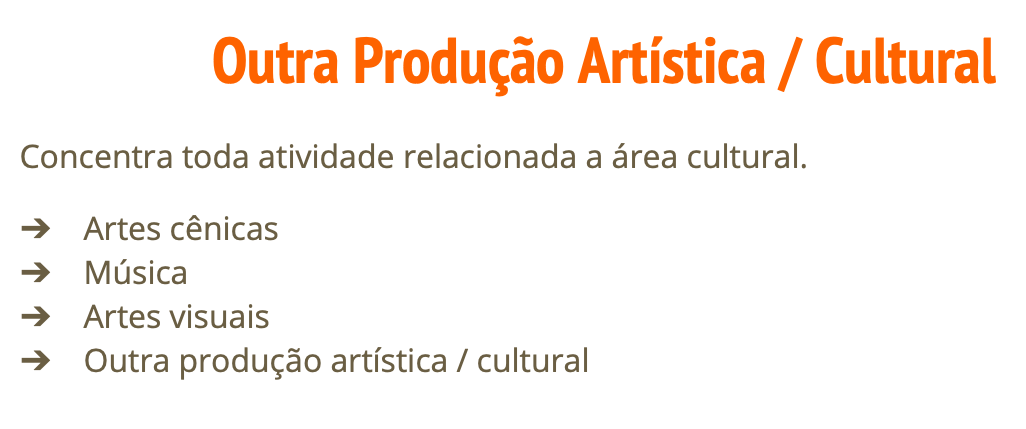 Outra Produção Artística / Cultural
Concentra toda atividade relacionada a área cultural.
➔ Artes cênicas
➔ Música
➔ Artes visuais
➔ Outra produção artística / cultural